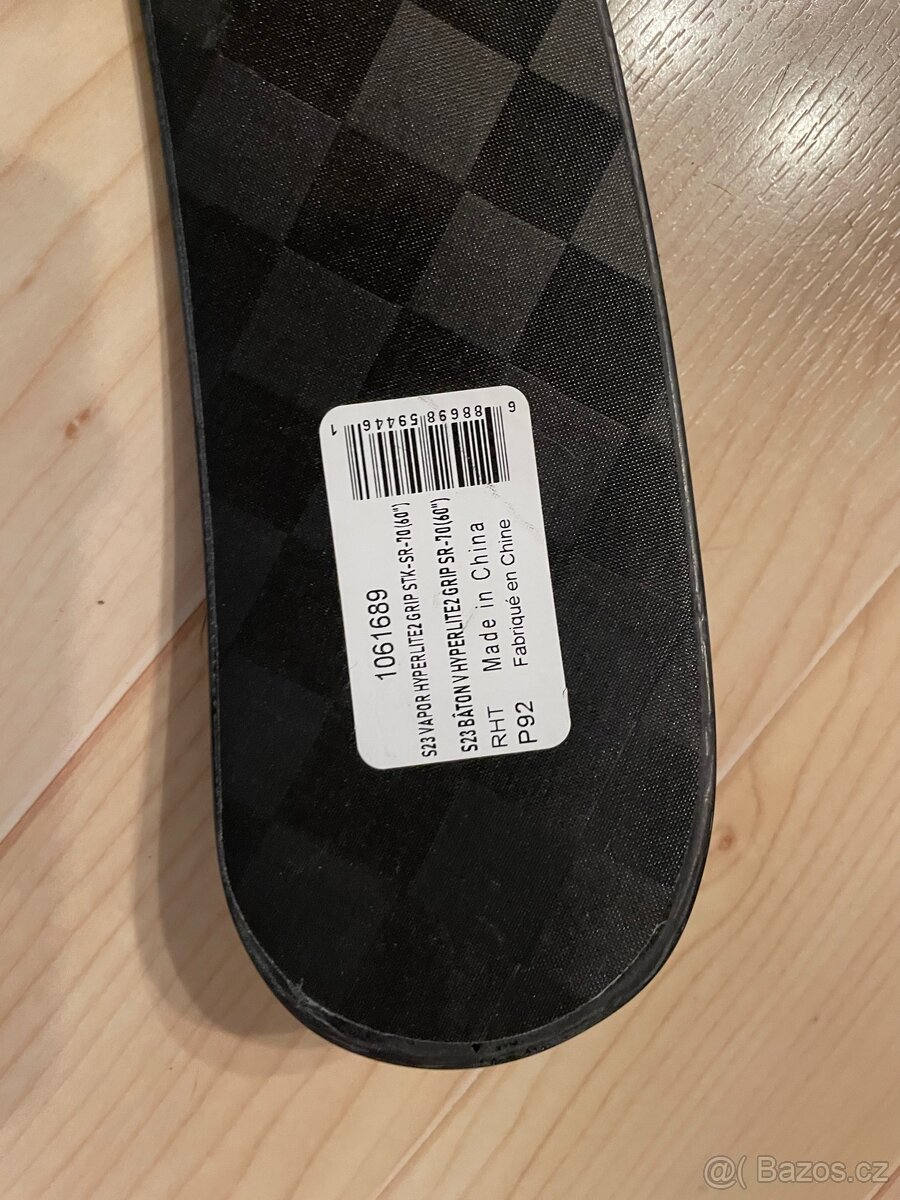 1061689
S23 VAPOR HYPERLITE2 GRIP STK-SR-70(60")
S23 BÂTON V HYPERLITE2 GRIP SR-70(60")
RHT Made in China
P92 Fabriqué en Chine
6 88698 59446 1
@( Bazos.cz